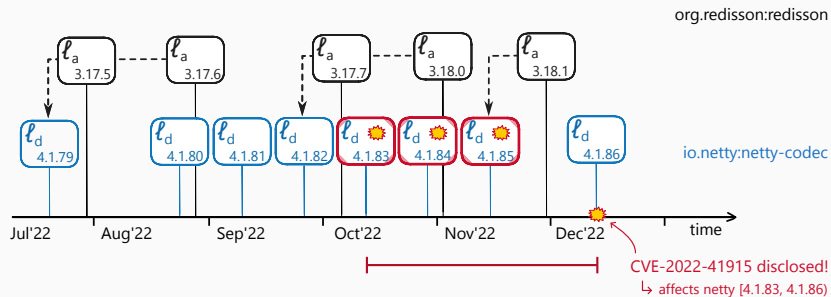 org.redisson:redisson
ℓa 3.17.5
ℓa 3.17.6
ℓa 3.17.7
ℓa 3.18.0
ℓa 3.18.1
ℓd 4.1.79
ℓd 4.1.80
ℓd 4.1.81
ℓd 4.1.82
ℓd 4.1.83
ℓd 4.1.84
ℓd 4.1.85
ℓd 4.1.86
io.netty:netty-codec
Jul'22 Aug'22 Sep'22 Oct'22 Nov'22 Dec'22 time
CVE-2022-41915 disclosed!
↳ affects netty [4.1.83, 4.1.86)